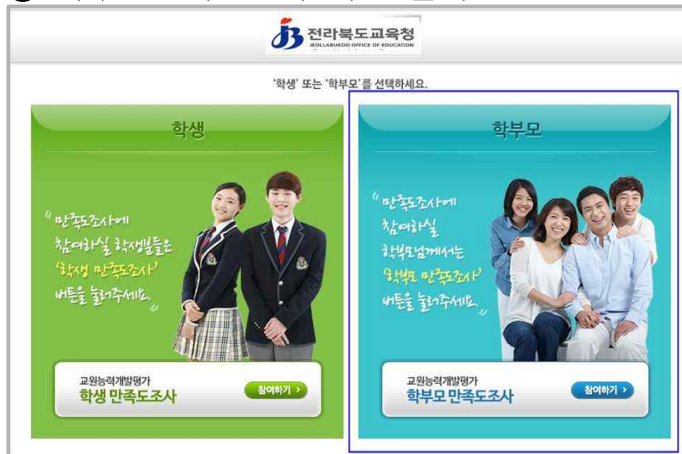 전라북도교육청
JEOLLABUKDO OFFICE OF EDUCATION
'학생' 또는 '학부모'를 선택하세요.
학생
“만족도조사에
참여하실 학생분들은
'학생 만족도조사'
버튼을 눌러주세요.”
교원능력개발평가
학생 만족도조사
참여하기 >
학부모
“만족도조사에
참여하실
학부모님께서는
'학부모 만족도조사'
버튼을 눌러주세요.”
교원능력개발평가
학부모 만족도조사
참여하기 >